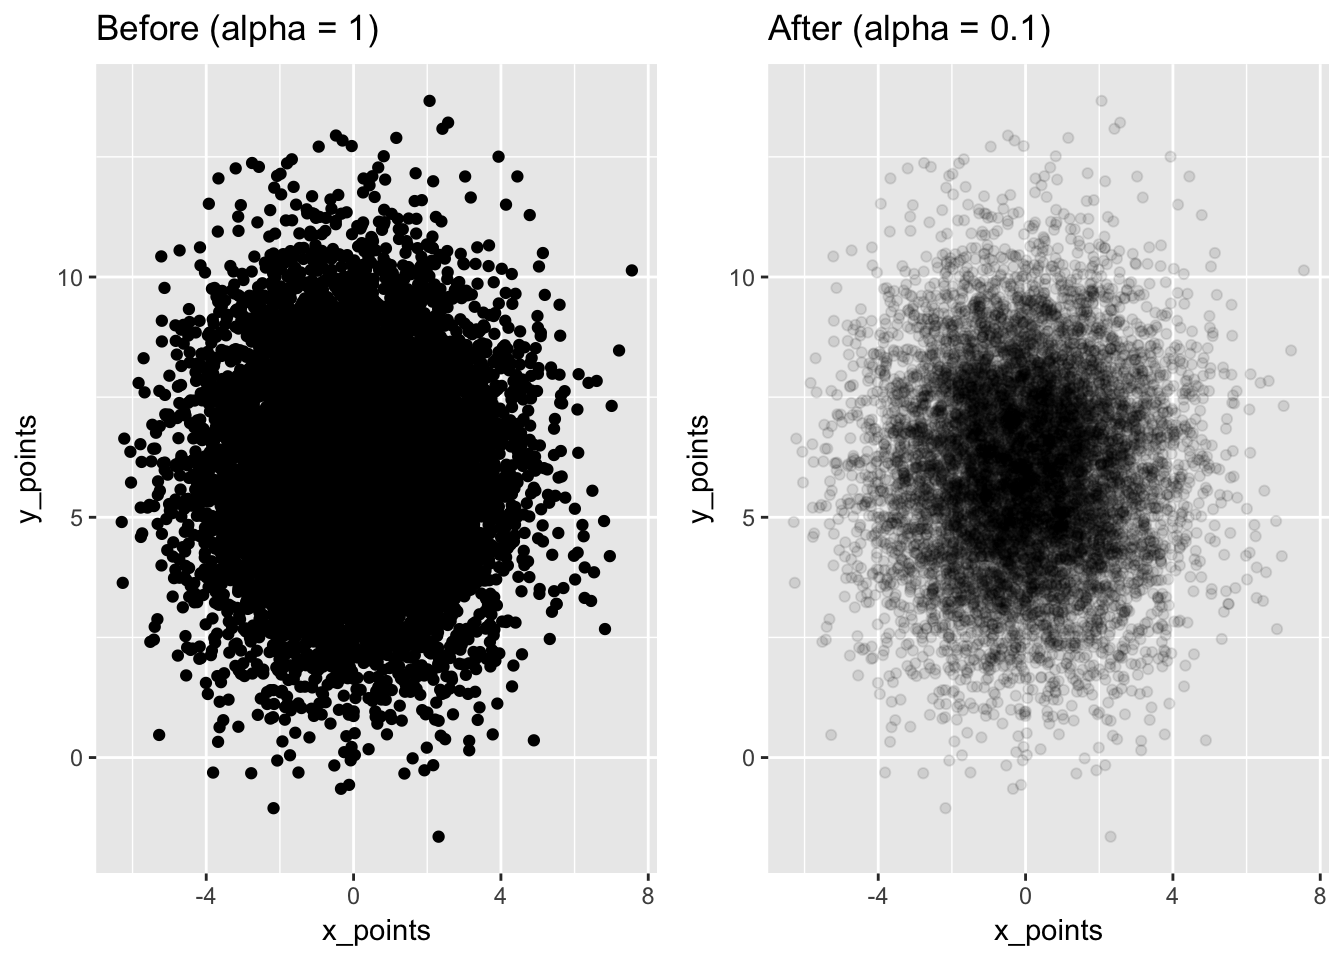 Before (alpha = 1)
y_points
10
5
0
-4 0 4 8
x_points
After (alpha = 0.1)
y_points
10
5
0
-4 0 4 8
x_points